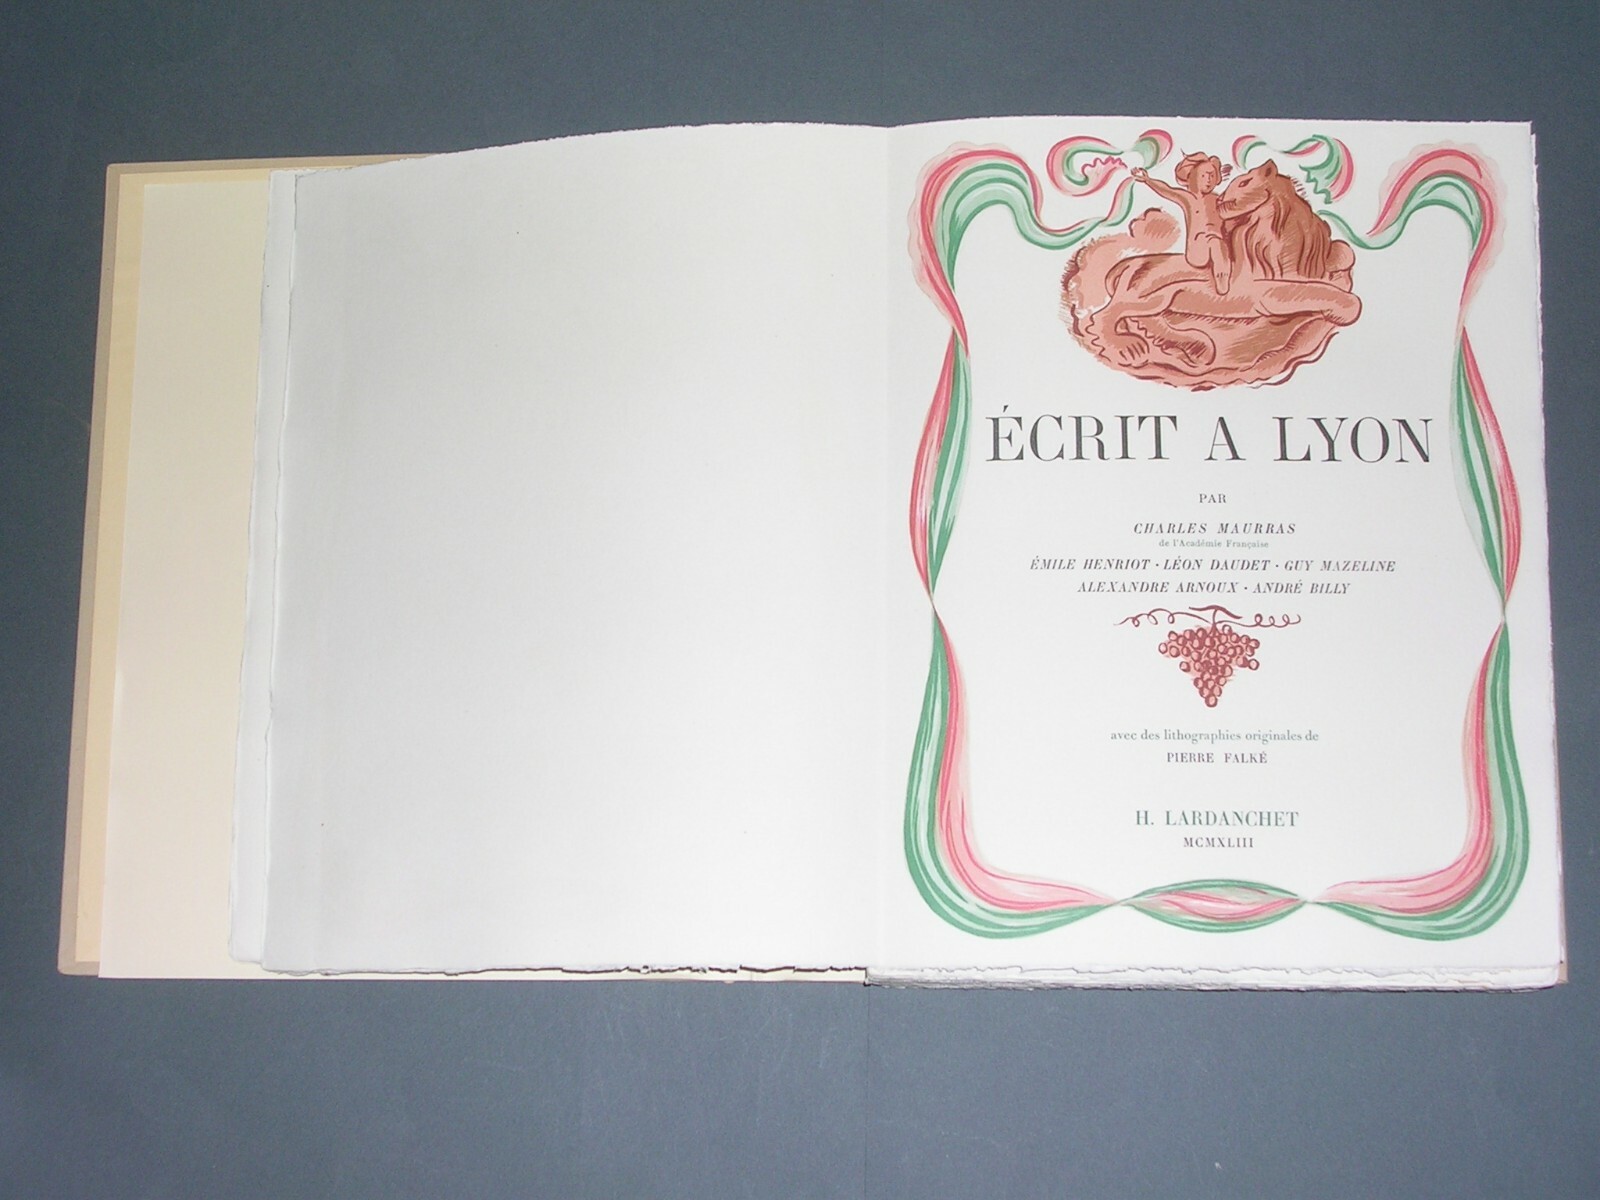 ÉCRIT A LYON
PAR
CHARLES MAURRAS
de l'Académie Française
ÉMILE HENRIOT · LÉON DAUDET · GUY MAZELINE
ALEXANDRE ARNOUX · ANDRÉ BILLY
avec des lithographies originales de
PIERRE FALKÉ
H. LARDANCHET
MCMXLIII